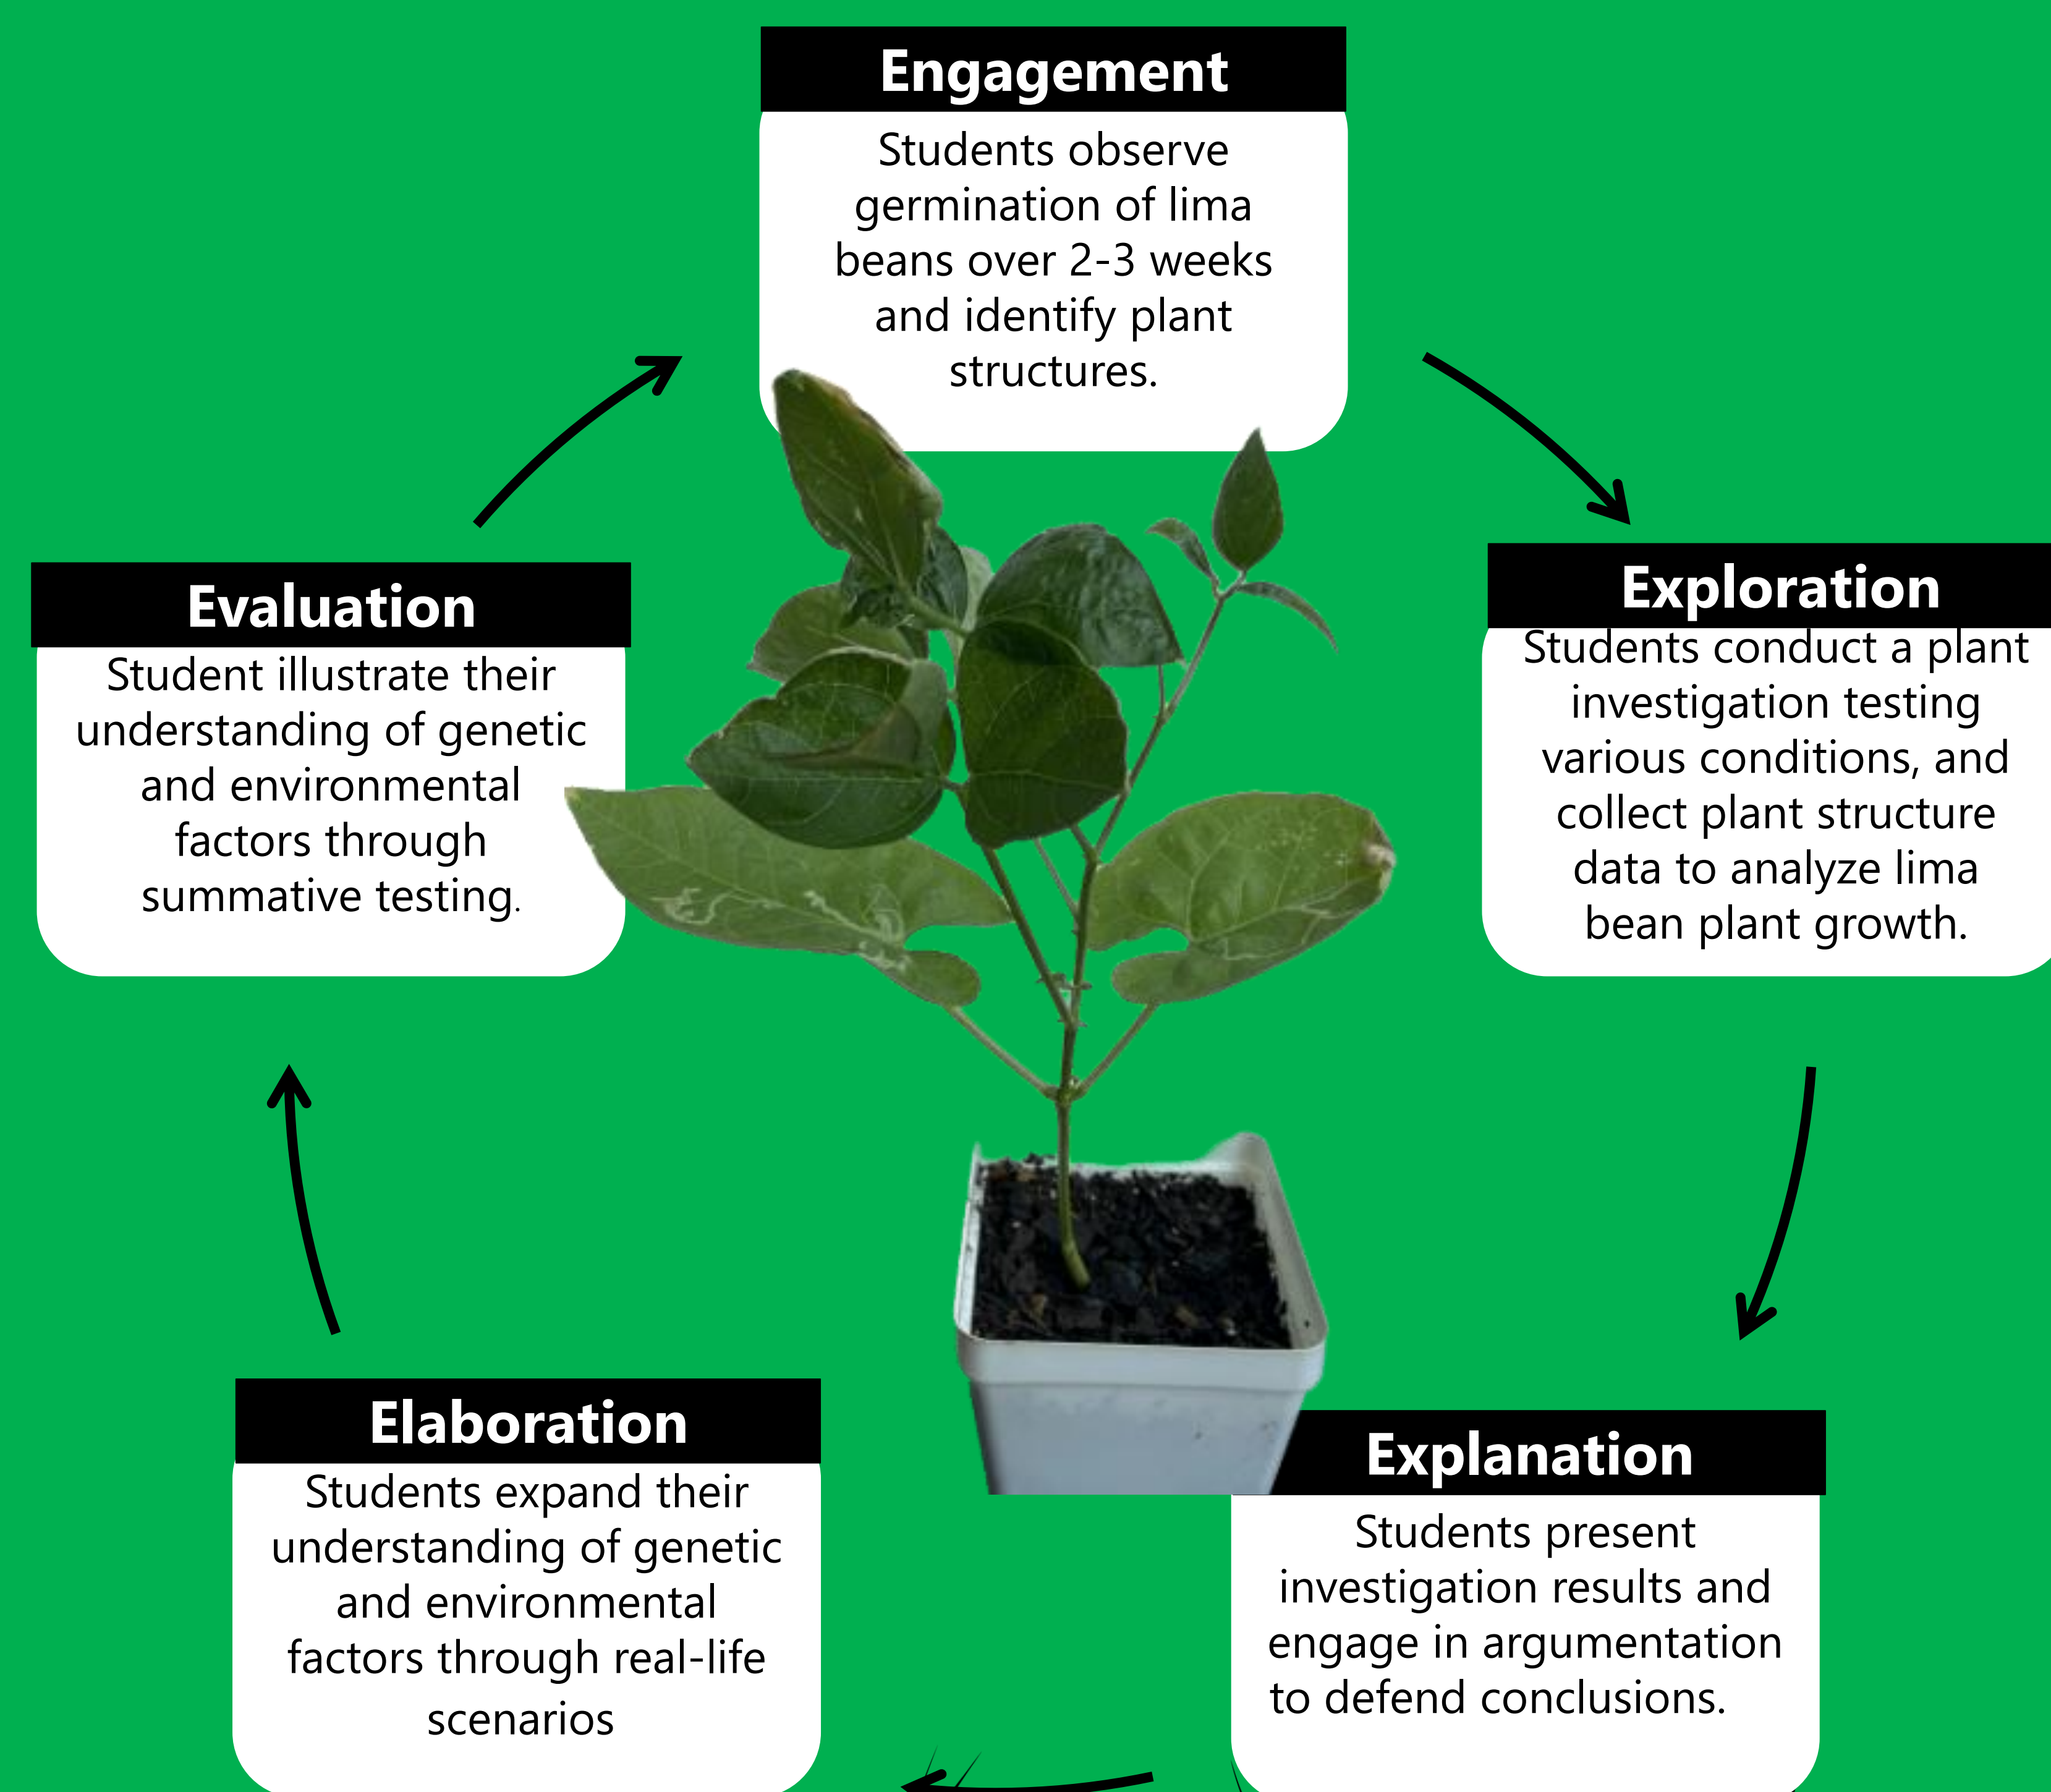 Engagement
Students observe
germination of lima
beans over 2-3 weeks
and identify plant
structures.
Exploration
Students conduct a plant
investigation testing
various conditions, and
collect plant structure
data to analyze lima
bean plant growth.
Explanation
Students present
investigation results and
engage in argumentation
to defend conclusions.
Elaboration
Students expand their
understanding of genetic
and environmental
factors through real-life
scenarios
Evaluation
Student illustrate their
understanding of genetic
and environmental
factors through
summative testing.